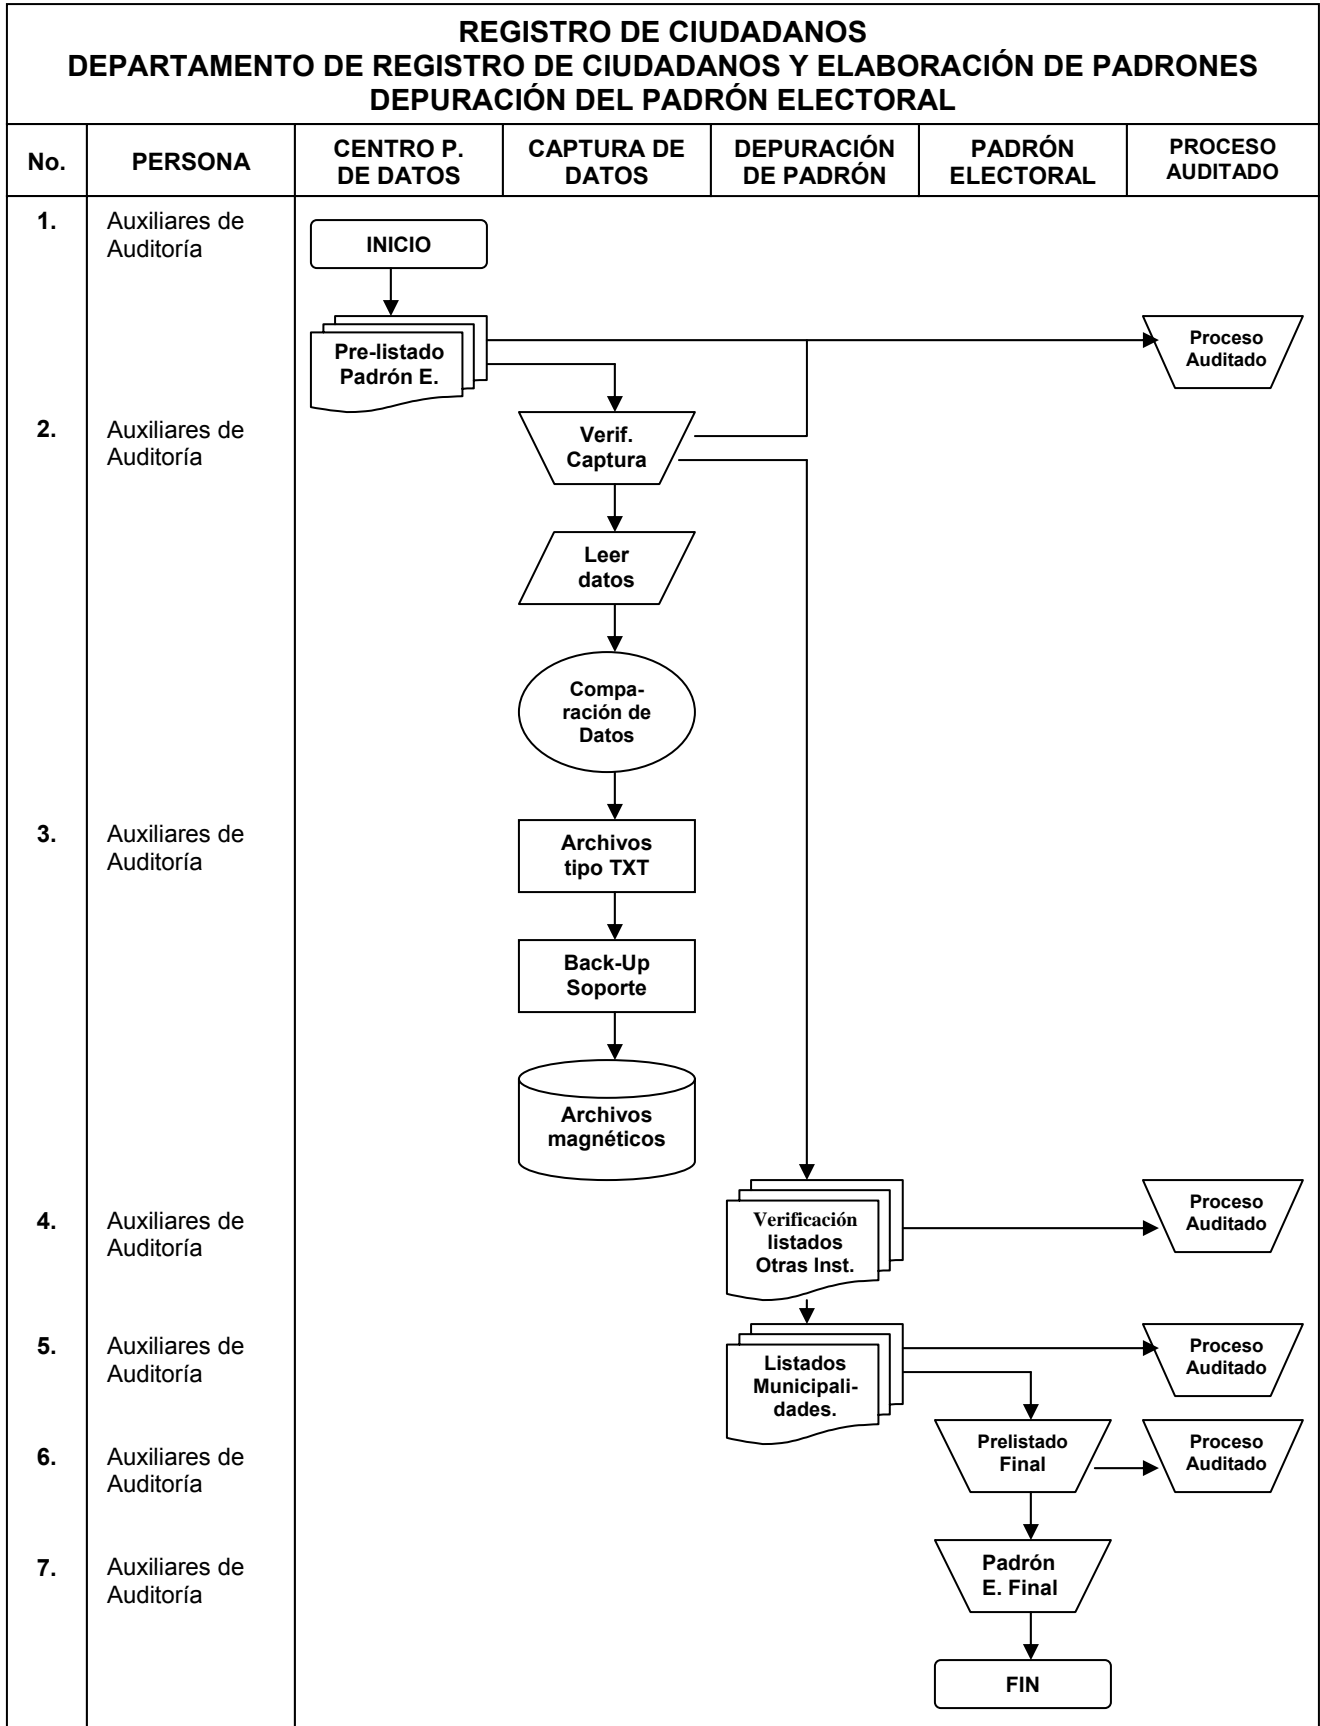 REGISTRO DE CIUDADANOS
DEPARTAMENTO DE REGISTRO DE CIUDADANOS Y ELABORACIÓN DE PADRONES
DEPURACIÓN DEL PADRÓN ELECTORAL
No.
PERSONA
CENTRO P.
DE DATOS
CAPTURA DE
DATOS
DEPURACIÓN
DE PADRÓN
PADRÓN
ELECTORAL
PROCESO
AUDITADO
1.
Auxiliares de
Auditoría
INICIO
Pre-listado
Padrón E.
Proceso
Auditado
2.
Auxiliares de
Auditoría
Verif.
Captura
Leer
datos
Compa-
ración de
Datos
3.
Auxiliares de
Auditoría
Archivos
tipo TXT
Back-Up
Soporte
Archivos
magnéticos
4.
Auxiliares de
Auditoría
Verificación
listados
Otras Inst.
Proceso
Auditado
5.
Auxiliares de
Auditoría
Listados
Municipali-
dades.
Proceso
Auditado
6.
Auxiliares de
Auditoría
Prelistado
Final
Proceso
Auditado
7.
Auxiliares de
Auditoría
Padrón
E. Final
FIN